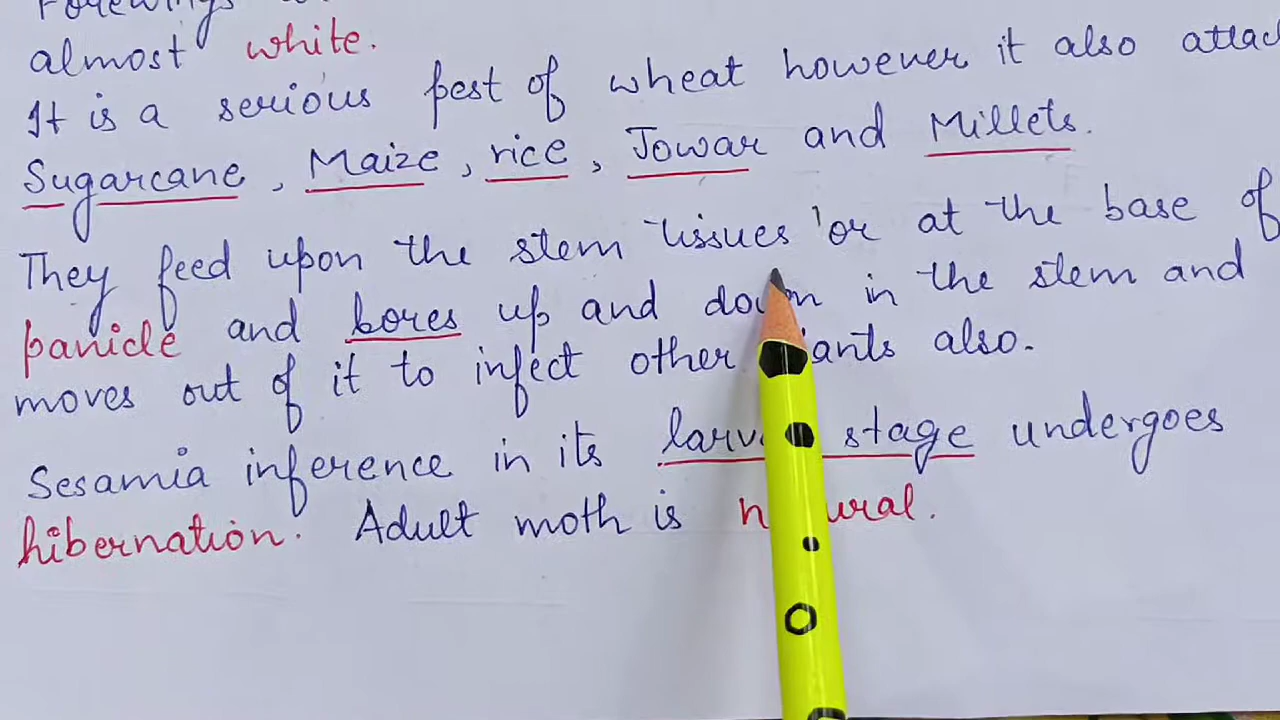 Forewings
almost white.
It is a serious pest of wheat however it also attac
Sugarcane, Maize, rice, Jowar and Millets.
They feed upon the stem tissues or at the base of
panicle and bores up and down in the stem and
moves out of it to infect other also.
Sesamia inference in its stage undergoes
hibernation. Adult moth is